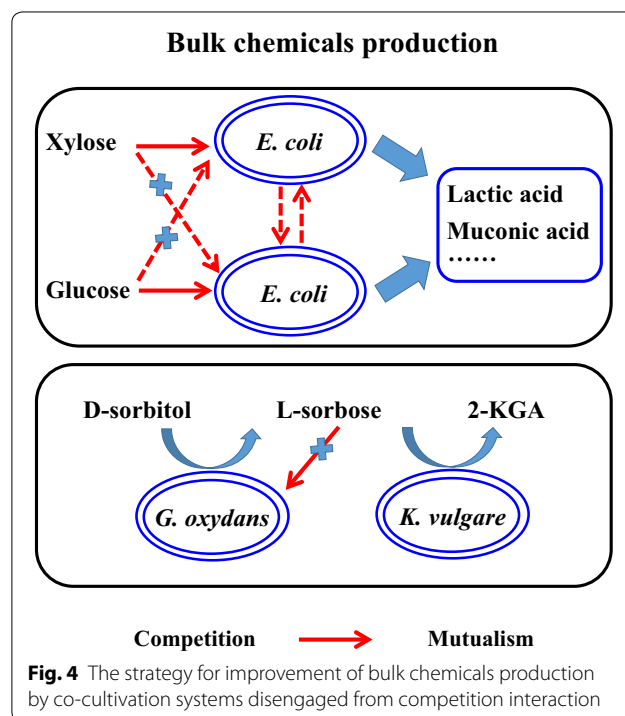 Bulk chemicals production
Xylose
E. coli
Lactic acid
Muconic acid
……
Glucose
E. coli
D-sorbitol
L-sorbose
2-KGA
G. oxydans
K. vulgare
Competition
Mutualism
Fig. 4 The strategy for improvement of bulk chemicals production
by co-cultivation systems disengaged from competition interaction